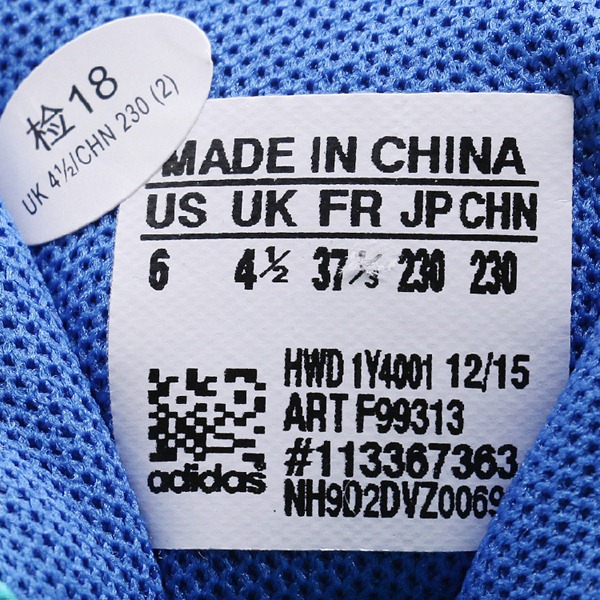 检18
UK 4½/CHN 230 (2)
MADE IN CHINA
US UK FR JP CHN
6 4½ 37⅓ 230 230
HWD 1Y4001 12/15
ART F99313
#113367363
NH9D2DVZ0069
adidas